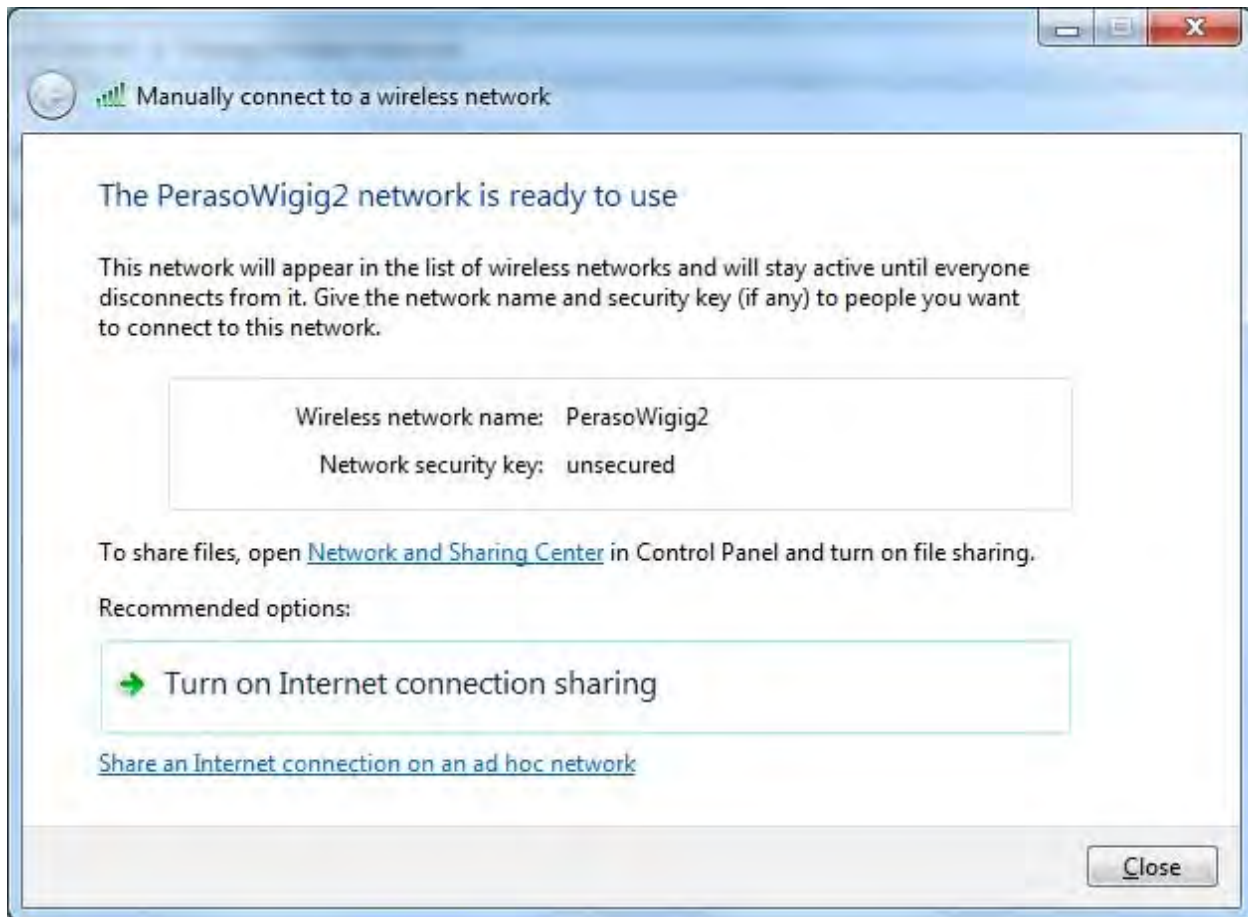 Manually connect to a wireless network
The PerasoWigig2 network is ready to use
This network will appear in the list of wireless networks and will stay active until everyone
disconnects from it. Give the network name and security key (if any) to people you want
to connect to this network.
Wireless network name: PerasoWigig2
Network security key: unsecured
To share files, open Network and Sharing Center in Control Panel and turn on file sharing.
Recommended options:
Turn on Internet connection sharing
Share an Internet connection on an ad hoc network
Close